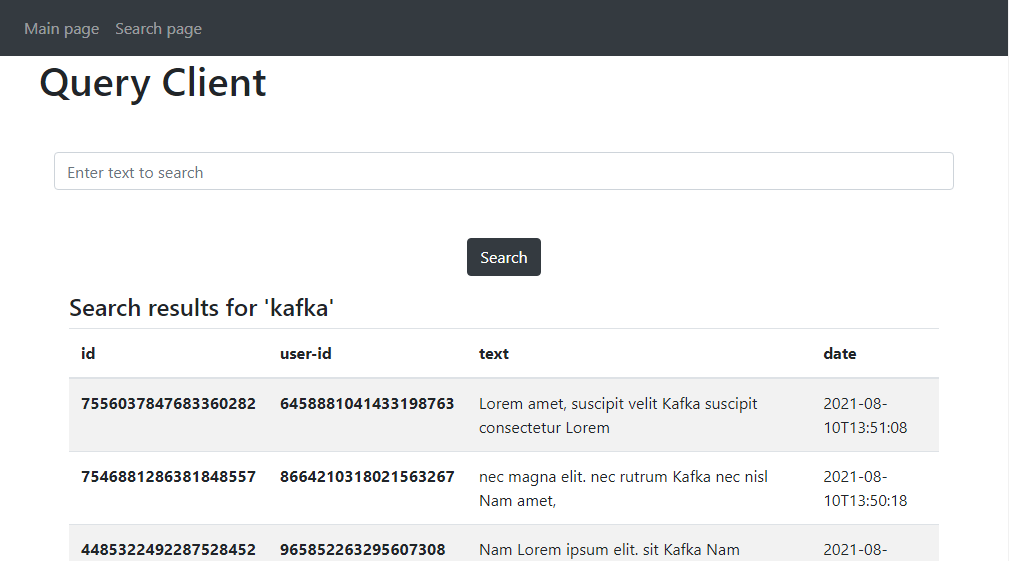 Main page Search page
Query Client
Enter text to search
Search
Search results for 'kafka'
id user-id text date
7556037847683360282 6458881041433198763 Lorem amet, suscipit velit Kafka suscipit 2021-08-
consectetur Lorem 10T13:51:08
7546881286381848557 8664210318021563267 nec magna elit. nec rutrum Kafka nec nisl 2021-08-
Nam amet, 10T13:50:18
4485322492287528452 965852263295607308 Nam Lorem ipsum elit. sit Kafka Nam 2021-08-